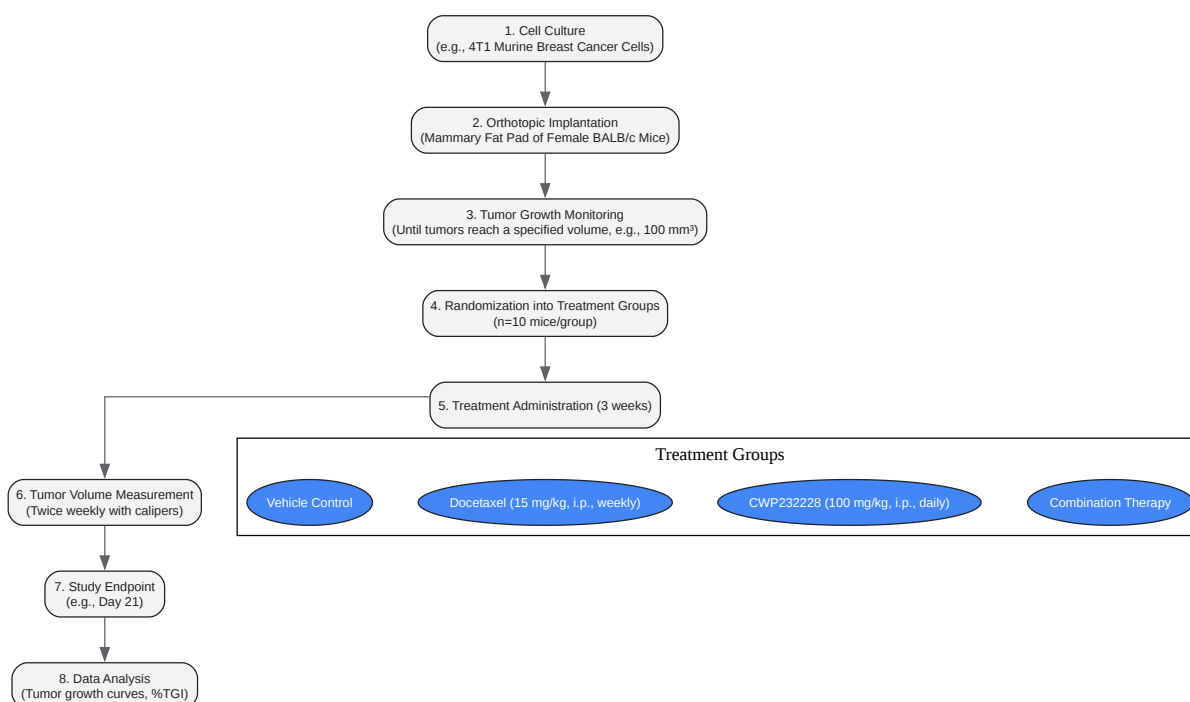 1. Cell Culture
(e.g., 4T1 Murine Breast Cancer Cells)
2. Orthotopic Implantation
(Mammary Fat Pad of Female BALB/c Mice)
3. Tumor Growth Monitoring
(Until tumors reach a specified volume, e.g., 100 mm³)
4. Randomization into Treatment Groups
(n=10 mice/group)
5. Treatment Administration (3 weeks)
Treatment Groups
Vehicle Control
Docetaxel (15 mg/kg, i.p., weekly)
CWP232228 (100 mg/kg, i.p., daily)
Combination Therapy
6. Tumor Volume Measurement
(Twice weekly with calipers)
7. Study Endpoint
(e.g., Day 21)
8. Data Analysis
(Tumor growth curves, %TGI)